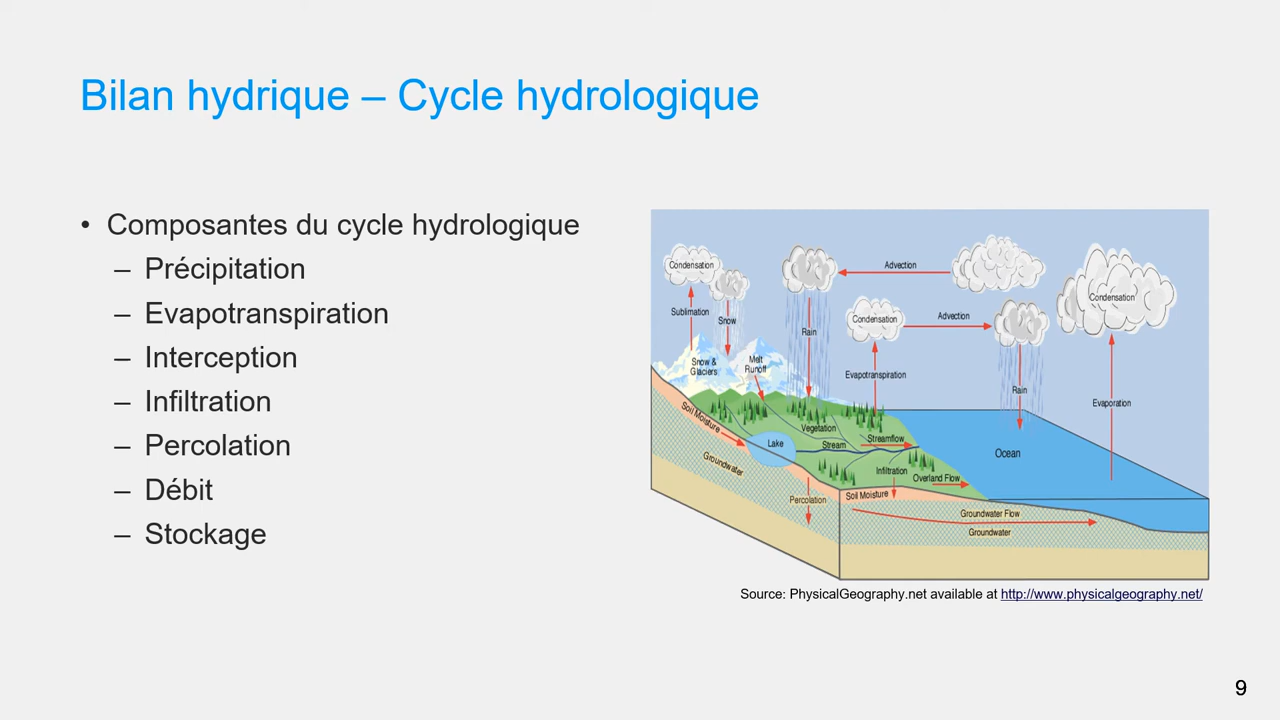 Bilan hydrique – Cycle hydrologique
• Composantes du cycle hydrologique
– Précipitation
– Evapotranspiration
– Interception
– Infiltration
– Percolation
– Débit
– Stockage
Condensation
Advection
Condensation
Sublimation
Snow
Rain
Condensation
Advection
Snow &
Glaciers
Melt
Runoff
Evapotranspiration
Rain
Evaporation
Soil Moisture
Vegetation
Lake
Stream
Streamflow
Ocean
Groundwater
Infiltration
Overland Flow
Percolation
Soil Moisture
Groundwater Flow
Groundwater
Source: PhysicalGeography.net available at http://www.physicalgeography.net/
9